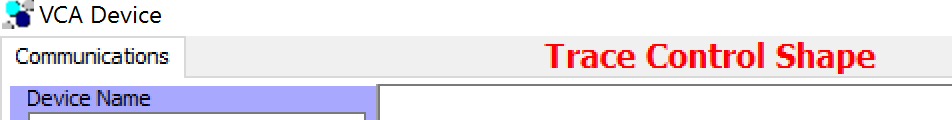 VCA Device
Communications
Trace Control Shape
Device Name